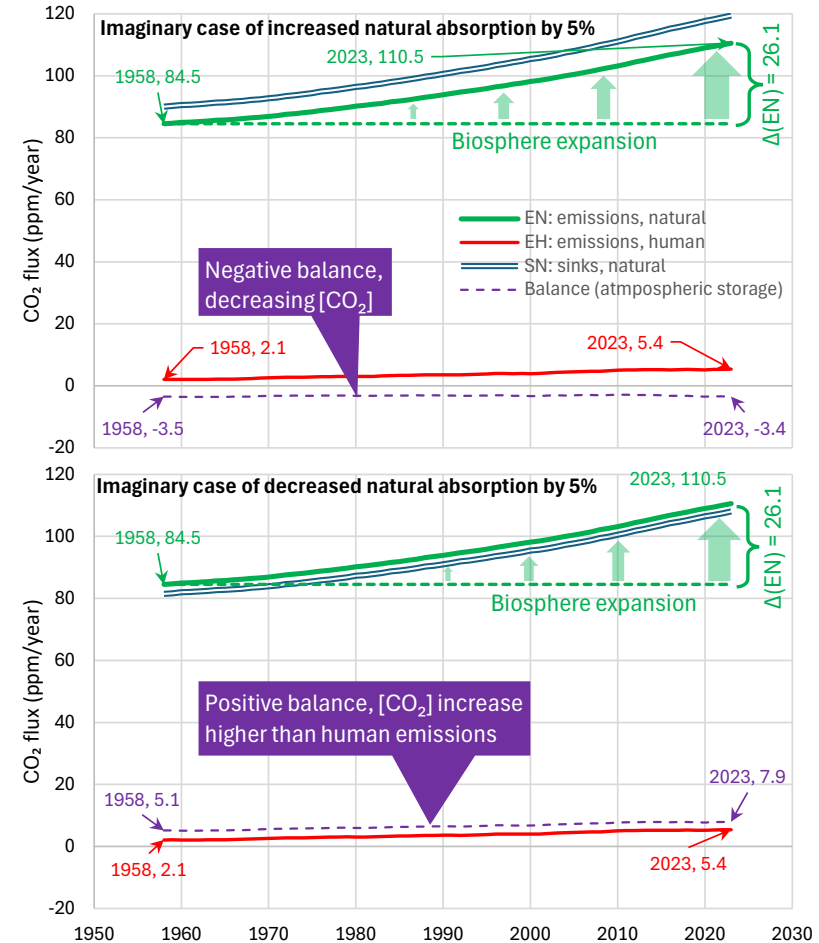 Imaginary case of increased natural absorption by 5%
120
100
80
60
40
20
0
-20
CO₂ flux (ppm/year)
1958, 84.5
2023, 110.5
Δ(EN) = 26.1
Biosphere expansion
EN: emissions, natural
EH: emissions, human
SN: sinks, natural
Balance (atmpospheric storage)
Negative balance,
decreasing [CO₂]
1958, 2.1
2023, 5.4
1958, -3.5
2023, -3.4
Imaginary case of decreased natural absorption by 5%
120
100
80
60
40
20
0
-20
CO₂ flux (ppm/year)
2023, 110.5
1958, 84.5
Δ(EN) = 26.1
Biosphere expansion
Positive balance, [CO₂] increase
higher than human emissions
1958, 5.1
2023, 7.9
1958, 2.1
2023, 5.4
1950 1960 1970 1980 1990 2000 2010 2020 2030